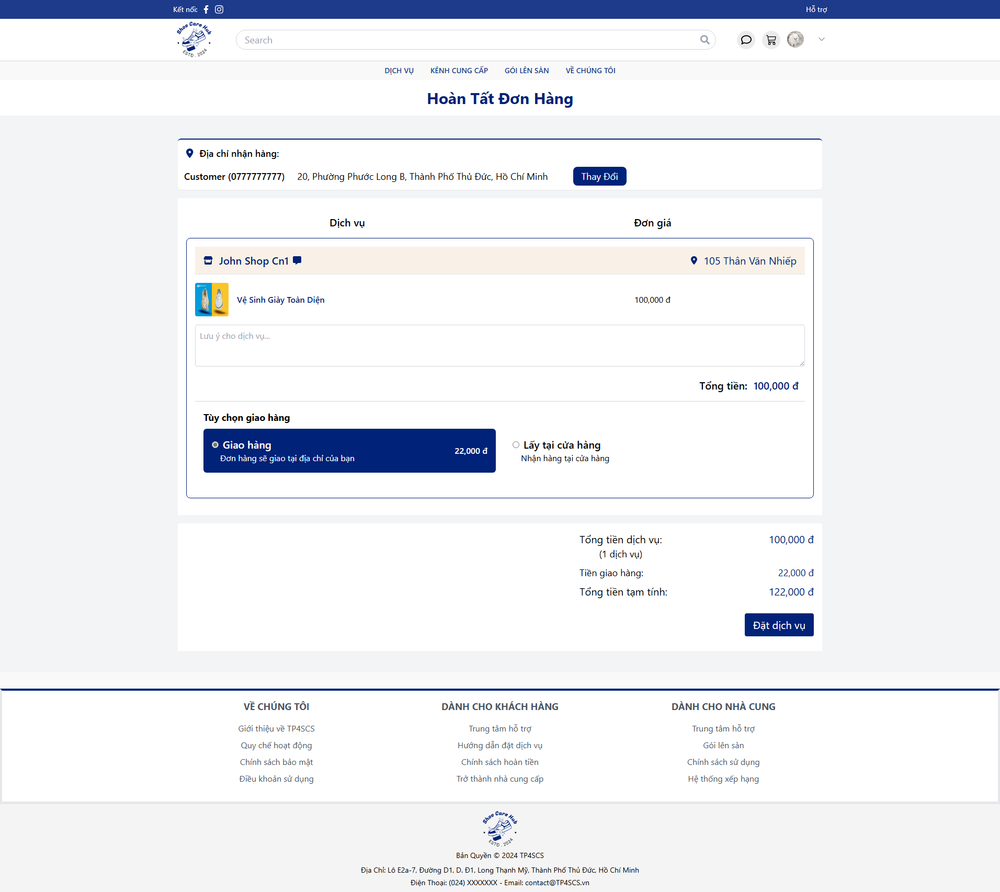 Kết nối:
Hỗ trợ
Shoe Care Hub
ESTD . 2024
Search
DỊCH VỤ
KÊNH CUNG CẤP
GÓI LÊN SÀN
VỀ CHÚNG TÔI
Hoàn Tất Đơn Hàng
Địa chỉ nhận hàng:
Customer (0777777777) 20, Phường Phước Long B, Thành Phố Thủ Đức, Hồ Chí Minh Thay Đổi
Dịch vụ
Đơn giá
John Shop Cn1
105 Thân Văn Nhiếp
Vệ Sinh Giày Toàn Diện
100,000 đ
Lưu ý cho dịch vụ...
Tổng tiền: 100,000 đ
Tùy chọn giao hàng
Giao hàng
Đơn hàng sẽ giao tại địa chỉ của bạn
22,000 đ
Lấy tại cửa hàng
Nhận hàng tại cửa hàng
Tổng tiền dịch vụ: 100,000 đ
(1 dịch vụ)
Tiền giao hàng: 22,000 đ
Tổng tiền tạm tính: 122,000 đ
Đặt dịch vụ
VỀ CHÚNG TÔI
Giới thiệu về TP4SCS
Quy chế hoạt động
Chính sách bảo mật
Điều khoản sử dụng
DÀNH CHO KHÁCH HÀNG
Trung tâm hỗ trợ
Hướng dẫn đặt dịch vụ
Chính sách hoàn tiền
Trở thành nhà cung cấp
DÀNH CHO NHÀ CUNG
Trung tâm hỗ trợ
Gói lên sàn
Chính sách sử dụng
Hệ thống xếp hạng
Shoe Care Hub
ESTD . 2024
Bản Quyền © 2024 TP4SCS
Địa Chỉ: Lô E2a-7, Đường D1, D. Đ1, Long Thạnh Mỹ, Thành Phố Thủ Đức, Hồ Chí Minh
Điện Thoại: (024) XXXXXXX - Email: contact@TP4SCS.vn